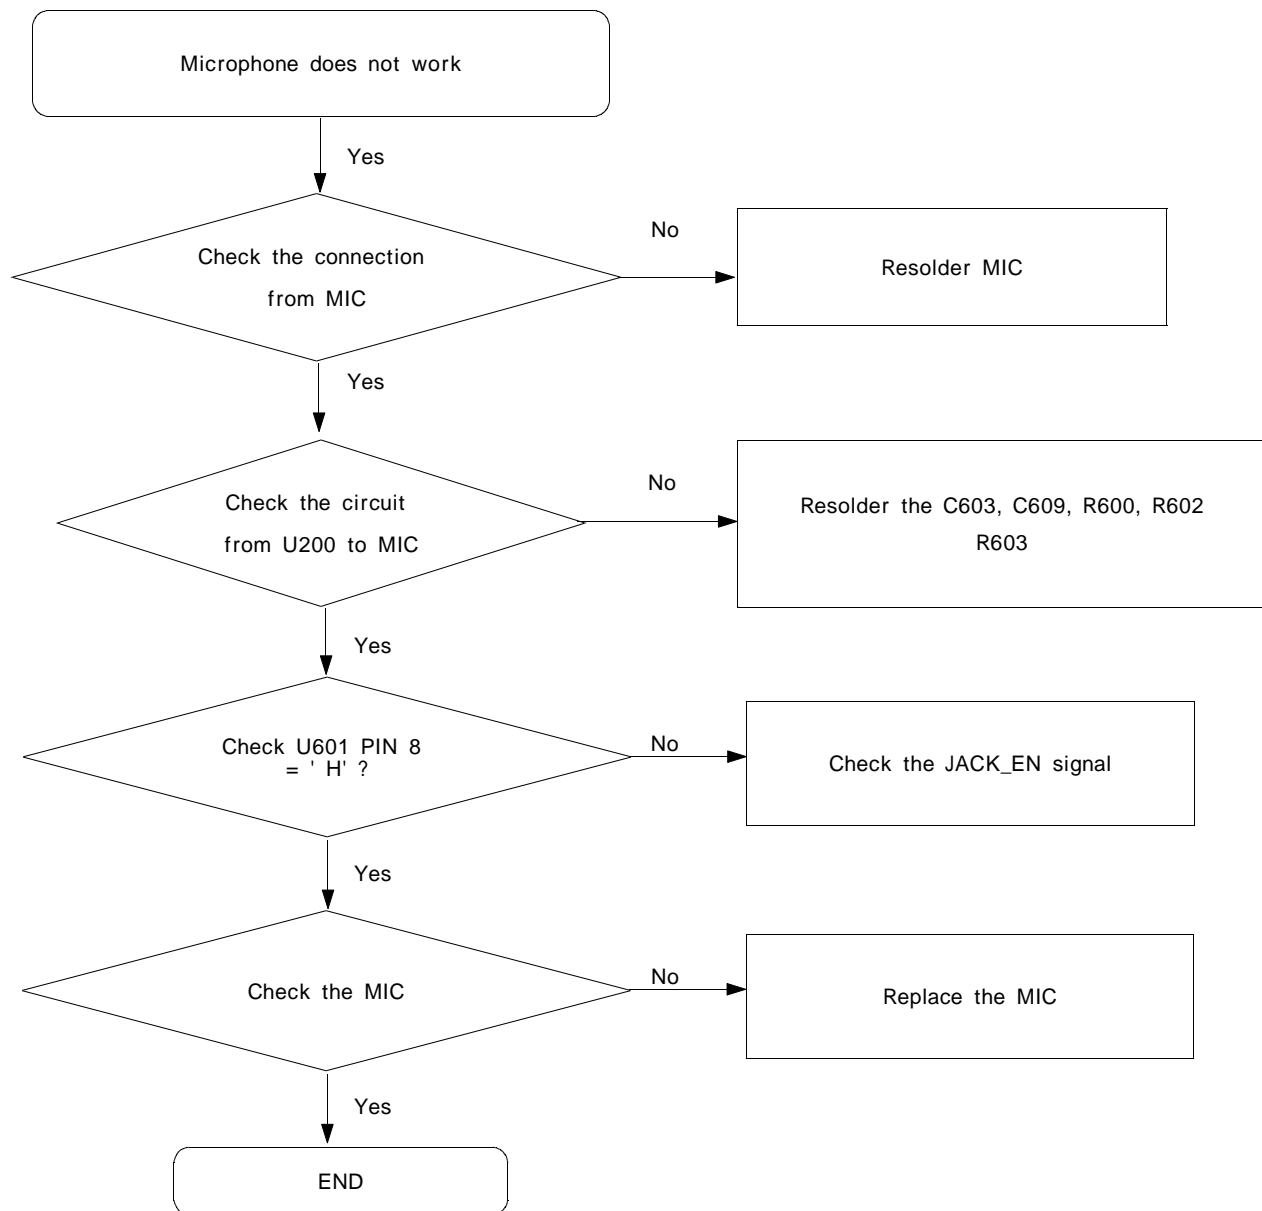 Microphone does not work
Yes
Check the connection
from MIC
No
Resolder MIC
Yes
Check the circuit
from U200 to MIC
No
Resolder the C603, C609, R600, R602
R603
Yes
Check U601 PIN 8
= ' H' ?
No
Check the JACK_EN signal
Yes
Check the MIC
No
Replace the MIC
Yes
END